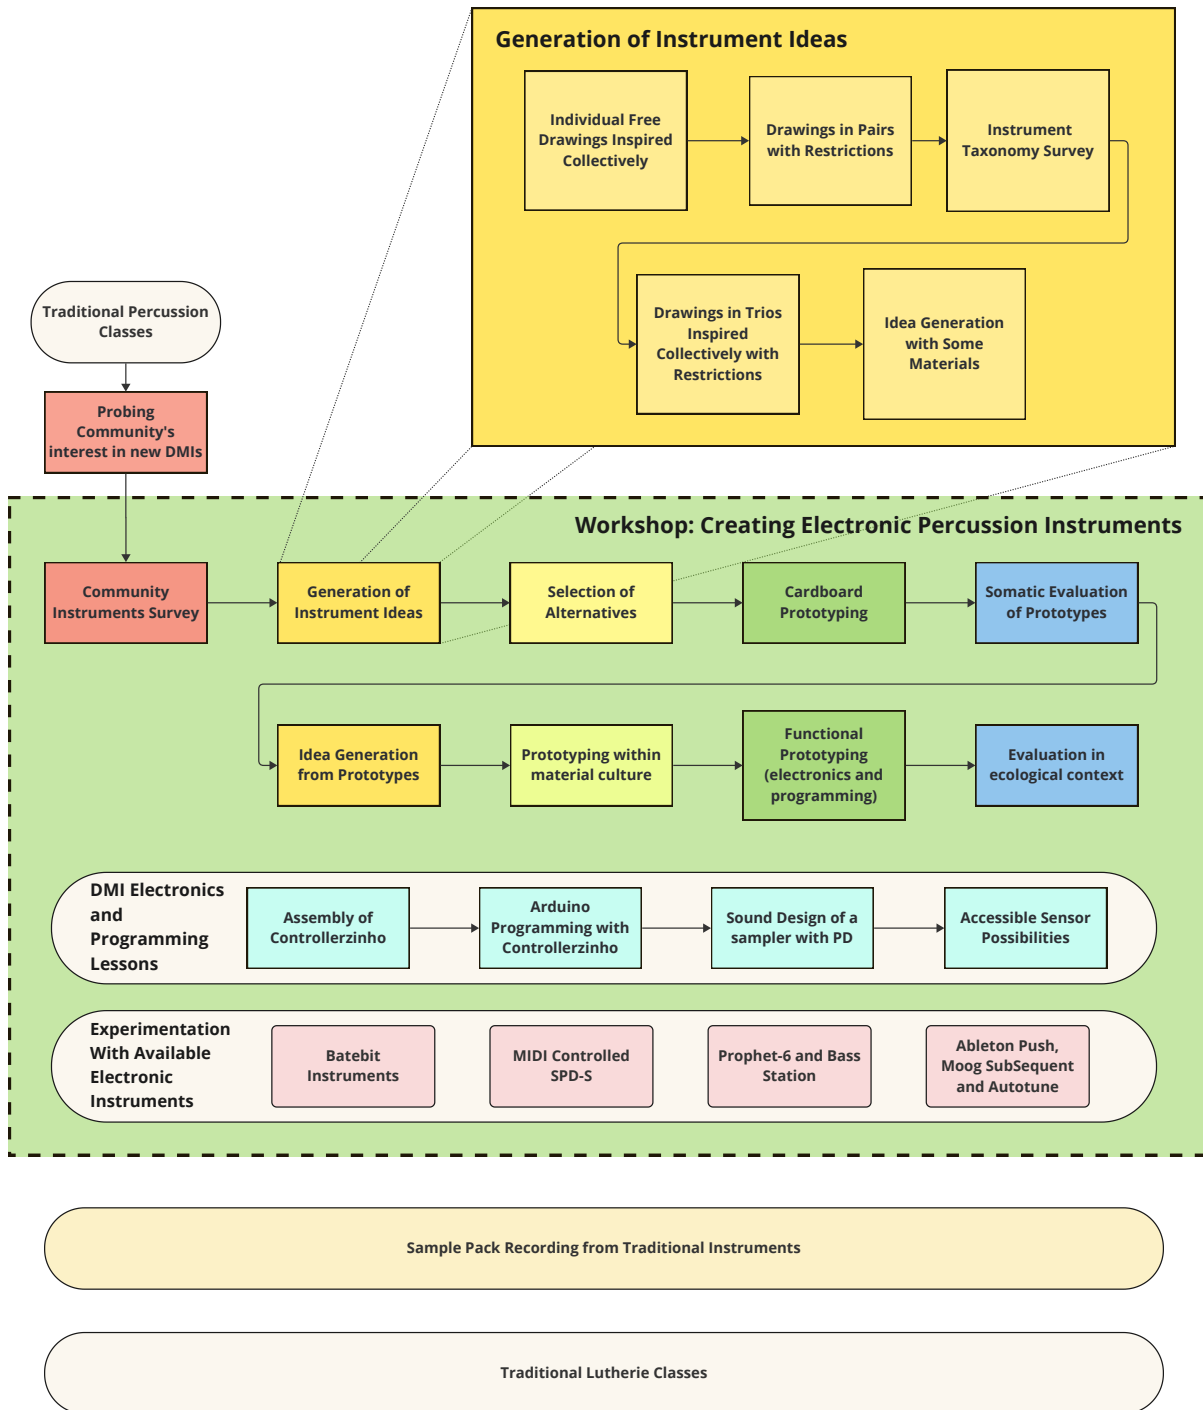 Generation of Instrument Ideas
Individual Free
Drawings Inspired
Collectively
Drawings in Pairs
with Restrictions
Instrument
Taxonomy Survey
Drawings in Trios
Inspired
Collectively with
Restrictions
Idea Generation
with Some
Materials
Traditional Percussion
Classes
Probing
Community's
interest in new DMIs
Workshop: Creating Electronic Percussion Instruments
Community
Instruments Survey
Generation of
Instrument Ideas
Selection of
Alternatives
Cardboard
Prototyping
Somatic Evaluation
of Prototypes
Idea Generation
from Prototypes
Prototyping within
material culture
Functional
Prototyping
(electronics and
programming)
Evaluation in
ecological context
DMI Electronics
and
Programming
Lessons
Assembly of
Controllerzinho
Arduino
Programming with
Controllerzinho
Sound Design of a
sampler with PD
Accessible Sensor
Possibilities
Experimentation
With Available
Electronic
Instruments
Batebit
Instruments
MIDI Controlled
SPD-S
Prophet-6 and Bass
Station
Ableton Push,
Moog SubSequent
and Autotune
Sample Pack Recording from Traditional Instruments
Traditional Lutherie Classes